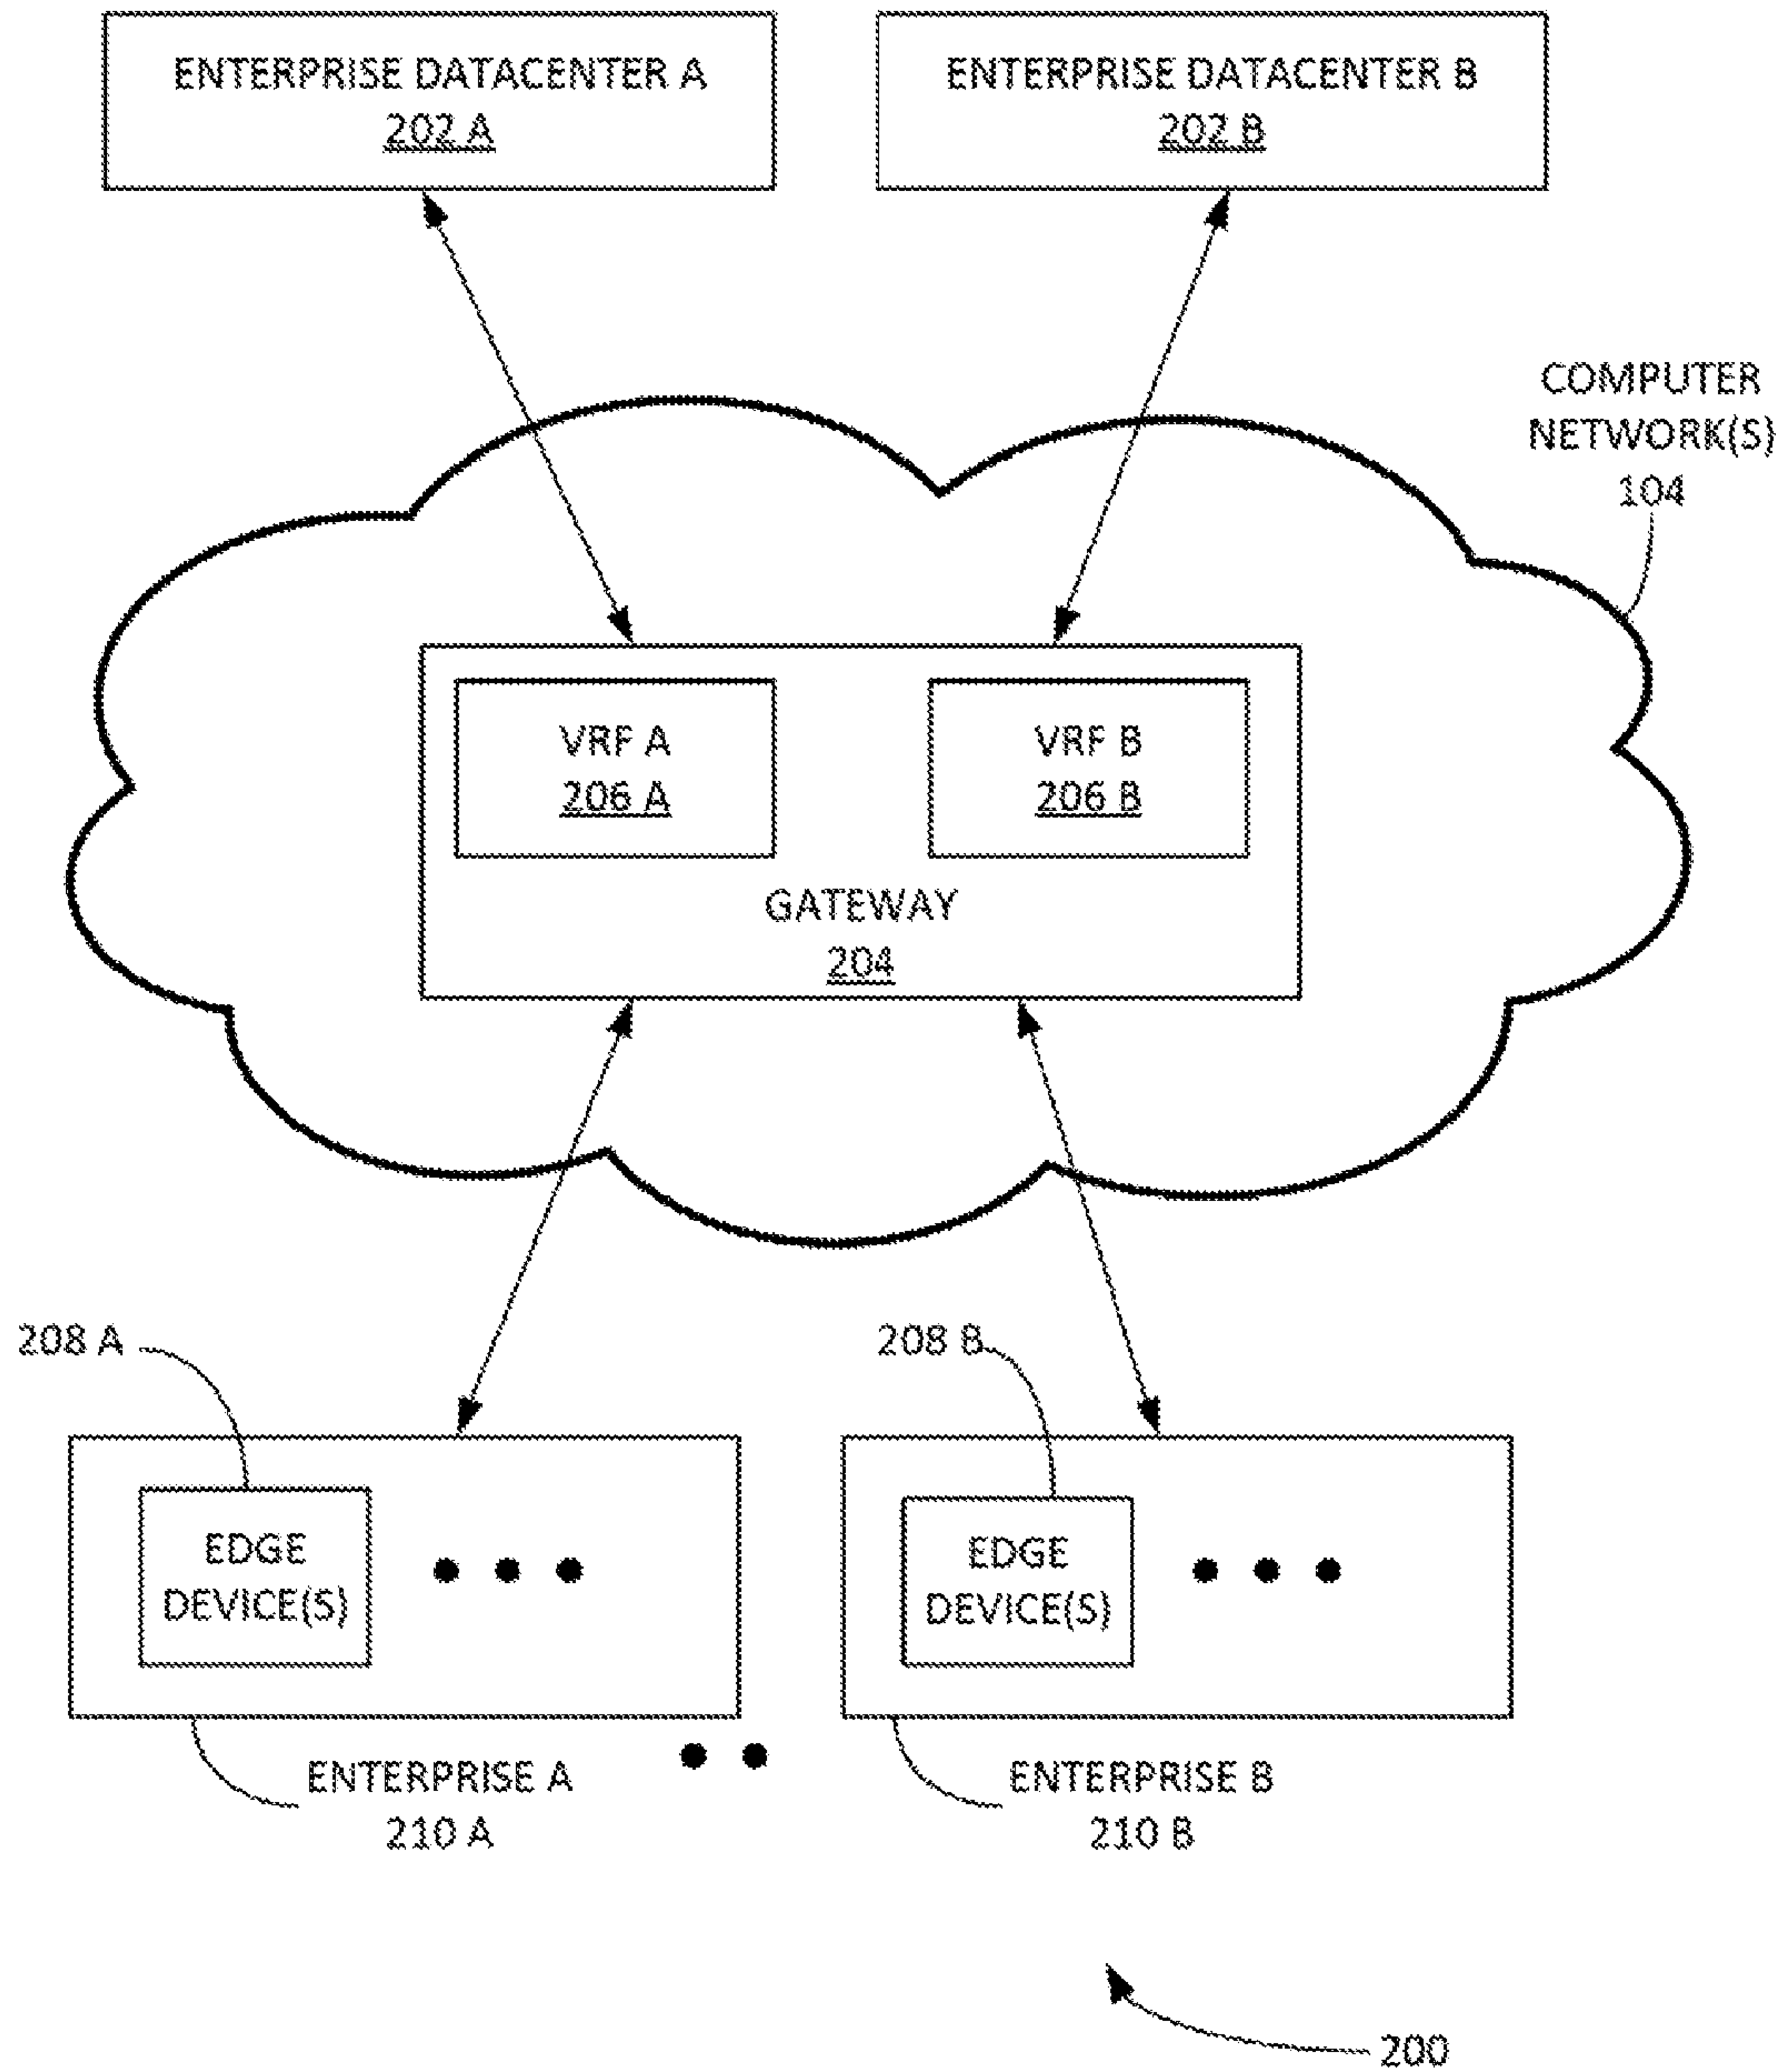 ENTERPRISE DATACENTER A
202 A
ENTERPRISE DATACENTER B
202 B
COMPUTER
NETWORK(S)
104
VRF A
206 A
VRF B
206 B
GATEWAY
204
208 A
208 B
EDGE
DEVICE(S)
EDGE
DEVICE(S)
ENTERPRISE A
210 A
ENTERPRISE B
210 B
200